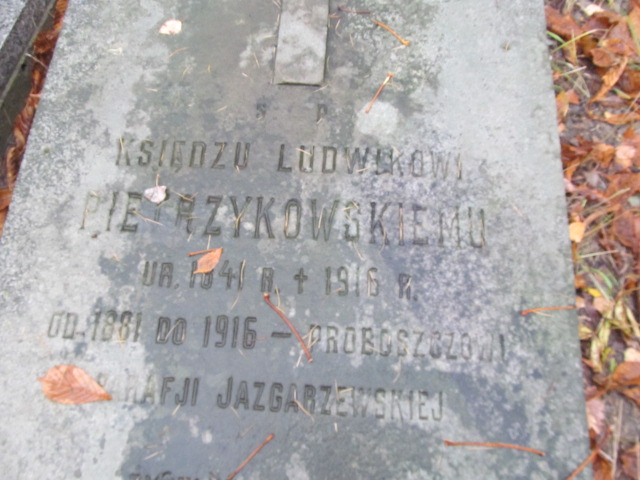 Ś P
KSIĘDZU LUDWIKOWI
PIETRZYKOWSKIEMU
UR. 1841 R. + 1916 R.
OD. 1881 DO 1916 - PROBOSZCZOWI
PARAFJI JAZGARZEWSKIEJ